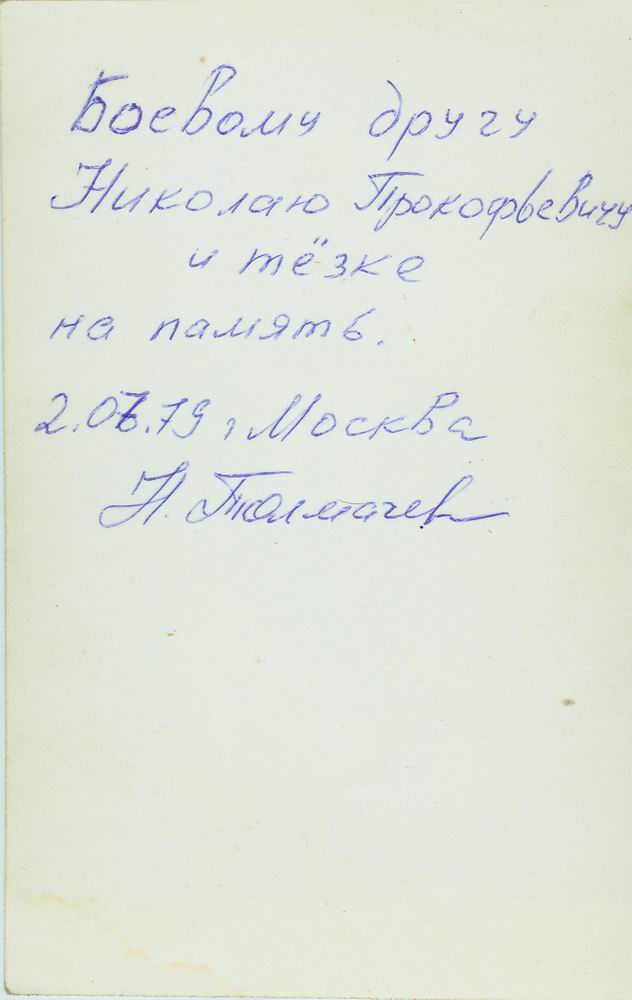 Боевому другу
Николаю Прокофьевичу
и тёзке
на память.
2.07.79 г Москва
Н. Толмачев